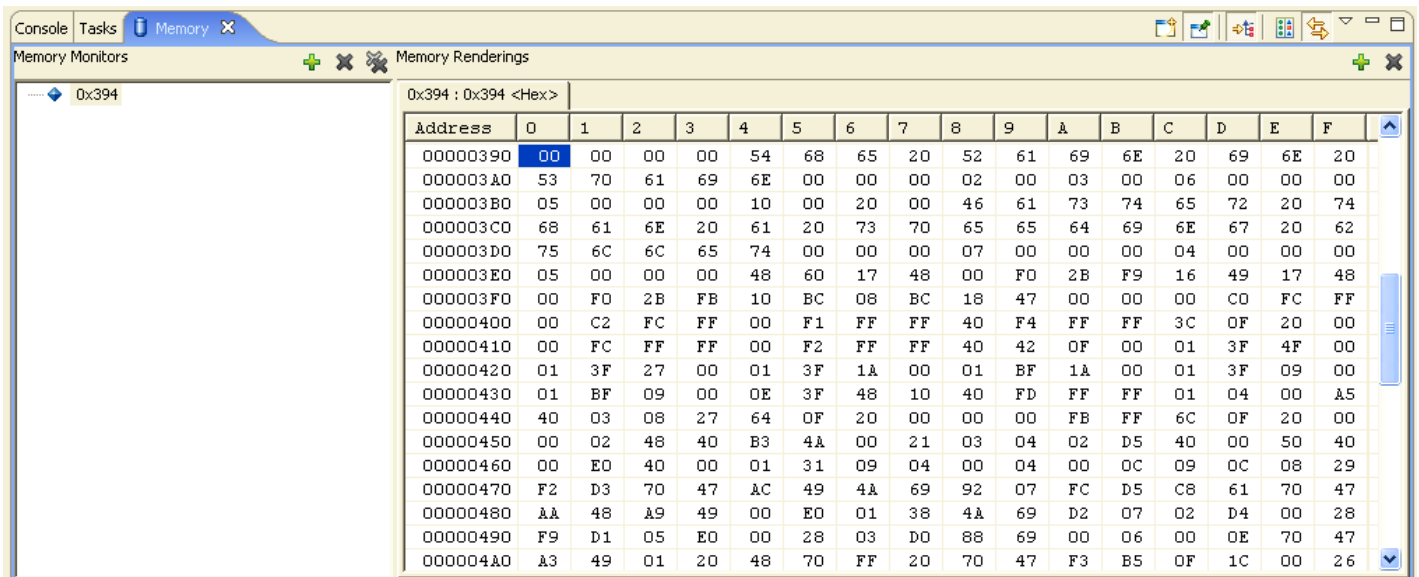 Console Tasks Memory
Memory Monitors Memory Renderings
0x394 0x394 : 0x394 <Hex>
Address 0 1 2 3 4 5 6 7 8 9 A B C D E F
00000390 00 00 00 00 54 68 65 20 52 61 69 6E 20 69 6E 20
000003A0 53 70 61 69 6E 00 00 00 02 00 03 00 06 00 00 00
000003B0 05 00 00 00 10 00 20 00 46 61 73 74 65 72 20 74
000003C0 68 61 6E 20 61 20 73 70 65 65 64 69 6E 67 20 62
000003D0 75 6C 6C 65 74 00 00 00 07 00 00 00 04 00 00 00
000003E0 05 00 00 00 48 60 17 48 00 F0 2B F9 16 49 17 48
000003F0 00 F0 2B FB 10 BC 08 BC 18 47 00 00 00 C0 FC FF
00000400 00 C2 FC FF 00 F1 FF FF 40 F4 FF FF 3C 0F 20 00
00000410 00 FC FF FF 00 F2 FF FF 40 42 0F 00 01 3F 4F 00
00000420 01 3F 27 00 01 3F 1A 00 01 BF 1A 00 01 3F 09 00
00000430 01 BF 09 00 0E 3F 48 10 40 FD FF FF 01 04 00 A5
00000440 40 03 08 27 64 0F 20 00 00 00 FB FF 6C 0F 20 00
00000450 00 02 48 40 B3 4A 00 21 03 04 02 D5 40 00 50 40
00000460 00 E0 40 00 01 31 09 04 00 04 00 0C 09 0C 08 29
00000470 F2 D3 70 47 AC 49 4A 69 92 07 FC D5 C8 61 70 47
00000480 AA 48 A9 49 00 E0 01 38 4A 69 D2 07 02 D4 00 28
00000490 F9 D1 05 E0 00 28 03 D0 88 69 00 06 00 0E 70 47
000004A0 A3 49 01 20 48 70 FF 20 70 47 F3 B5 0F 1C 00 26